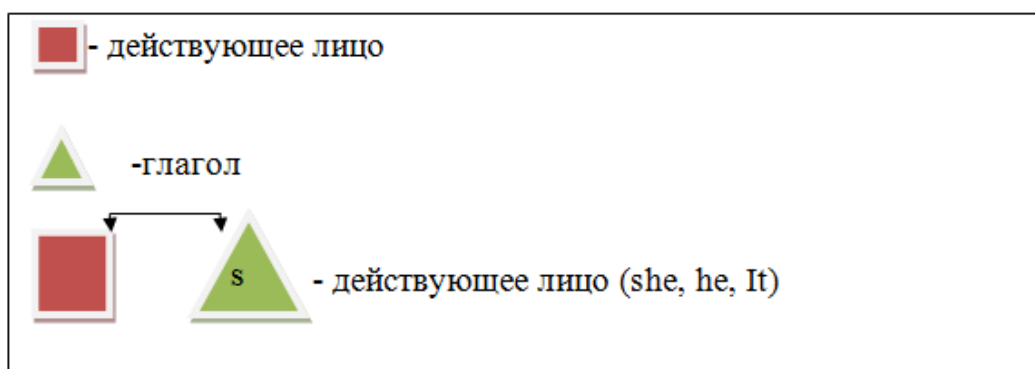 - действующее лицо
-глагол
s - действующее лицо (she, he, It)